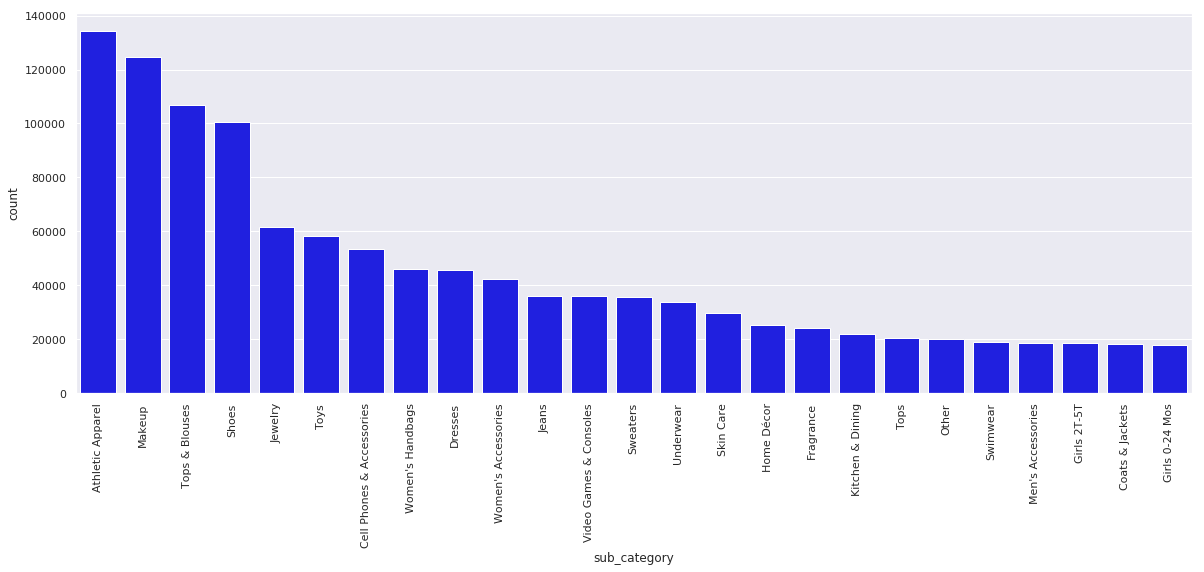 140000
120000
100000
80000
60000
40000
20000
0
count
Athletic Apparel
Makeup
Tops & Blouses
Shoes
Jewelry
Toys
Cell Phones & Accessories
Women's Handbags
Dresses
Women's Accessories
Jeans
Video Games & Consoles
Sweaters
Underwear
Skin Care
Home Décor
Fragrance
Kitchen & Dining
Tops
Other
Swimwear
Men's Accessories
Girls 2T-5T
Coats & Jackets
Girls 0-24 Mos
sub_category